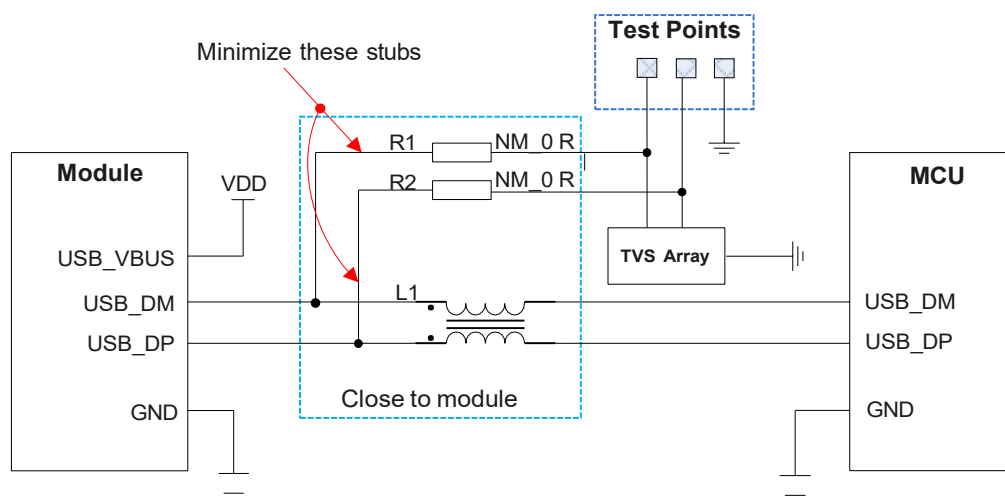 Test Points
Minimize these stubs
R1
NM_0 R
R2
NM_0 R
Module
VDD
MCU
TVS Array
USB_VBUS
L1
USB_DM
USB_DM
USB_DP
USB_DP
Close to module
GND
GND